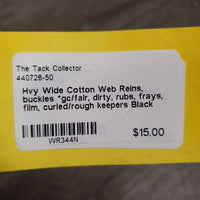 The Tack Collector
440728-50
Hvy Wide Cotton Web Reins,
buckles *gc/fair, dirty, rubs, frays,
film, curled/rough keepers Black
$15.00
WR344N